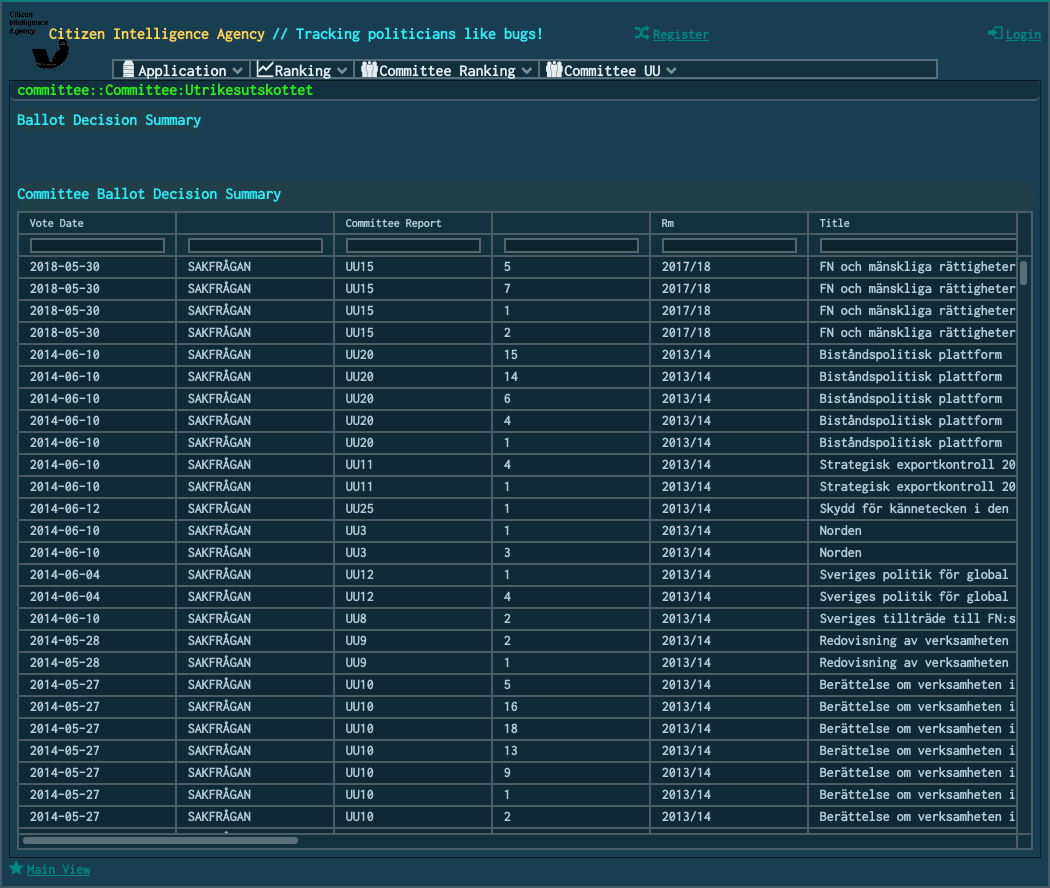 Citizen
Intelligence
Agency
Citizen Intelligence Agency // Tracking politicians like bugs!
Register
Login
Application Ranking Committee Ranking Committee UU
committee::Committee:Utrikesutskottet
Ballot Decision Summary
Committee Ballot Decision Summary
Vote Date Committee Report Rm Title
2018-05-30 SAKFRÅGAN UU15 5 2017/18 FN och mänskliga rättigheter
2018-05-30 SAKFRÅGAN UU15 7 2017/18 FN och mänskliga rättigheter
2018-05-30 SAKFRÅGAN UU15 1 2017/18 FN och mänskliga rättigheter
2018-05-30 SAKFRÅGAN UU15 2 2017/18 FN och mänskliga rättigheter
2014-06-10 SAKFRÅGAN UU20 15 2013/14 Biståndspolitisk plattform
2014-06-10 SAKFRÅGAN UU20 14 2013/14 Biståndspolitisk plattform
2014-06-10 SAKFRÅGAN UU20 6 2013/14 Biståndspolitisk plattform
2014-06-10 SAKFRÅGAN UU20 4 2013/14 Biståndspolitisk plattform
2014-06-10 SAKFRÅGAN UU20 1 2013/14 Biståndspolitisk plattform
2014-06-10 SAKFRÅGAN UU11 4 2013/14 Strategisk exportkontroll 20
2014-06-10 SAKFRÅGAN UU11 1 2013/14 Strategisk exportkontroll 20
2014-06-12 SAKFRÅGAN UU25 1 2013/14 Skydd för kännetecken i den
2014-06-10 SAKFRÅGAN UU3 1 2013/14 Norden
2014-06-10 SAKFRÅGAN UU3 3 2013/14 Norden
2014-06-04 SAKFRÅGAN UU12 1 2013/14 Sveriges politik för global
2014-06-04 SAKFRÅGAN UU12 4 2013/14 Sveriges politik för global
2014-06-10 SAKFRÅGAN UU8 2 2013/14 Sveriges tillträde till FN:s
2014-05-28 SAKFRÅGAN UU9 2 2013/14 Redovisning av verksamheten
2014-05-28 SAKFRÅGAN UU9 1 2013/14 Redovisning av verksamheten
2014-05-27 SAKFRÅGAN UU10 5 2013/14 Berättelse om verksamheten i
2014-05-27 SAKFRÅGAN UU10 16 2013/14 Berättelse om verksamheten i
2014-05-27 SAKFRÅGAN UU10 18 2013/14 Berättelse om verksamheten i
2014-05-27 SAKFRÅGAN UU10 13 2013/14 Berättelse om verksamheten i
2014-05-27 SAKFRÅGAN UU10 9 2013/14 Berättelse om verksamheten i
2014-05-27 SAKFRÅGAN UU10 1 2013/14 Berättelse om verksamheten i
2014-05-27 SAKFRÅGAN UU10 2 2013/14 Berättelse om verksamheten i
Main View